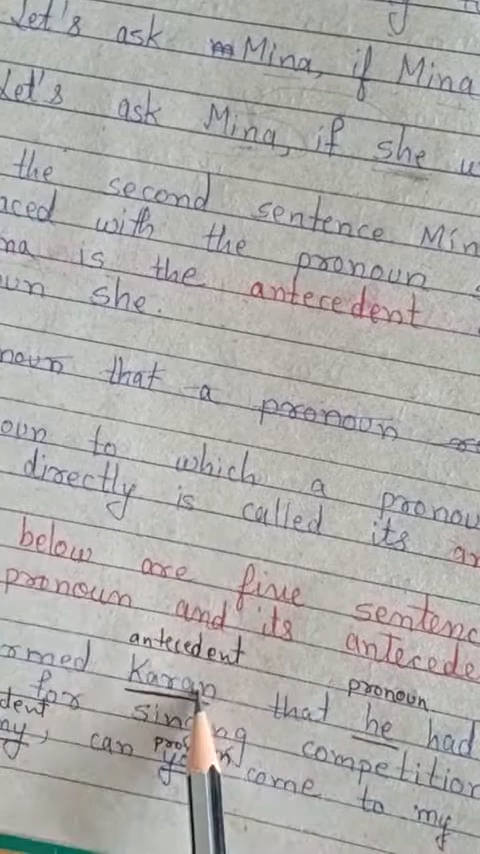 Let's ask Mina, if Mina
Let's ask Mina, if she
the second sentence Min
aced with the pronoun
na is the antecedent
oun she.
noun that a pronoun
oun to which a pronou
directly is called its an
below are five sentenc
pronoun and its antecede
antecedent
ormed Karan that he had
pronoun
for singing competition
dent
ny, can come to my